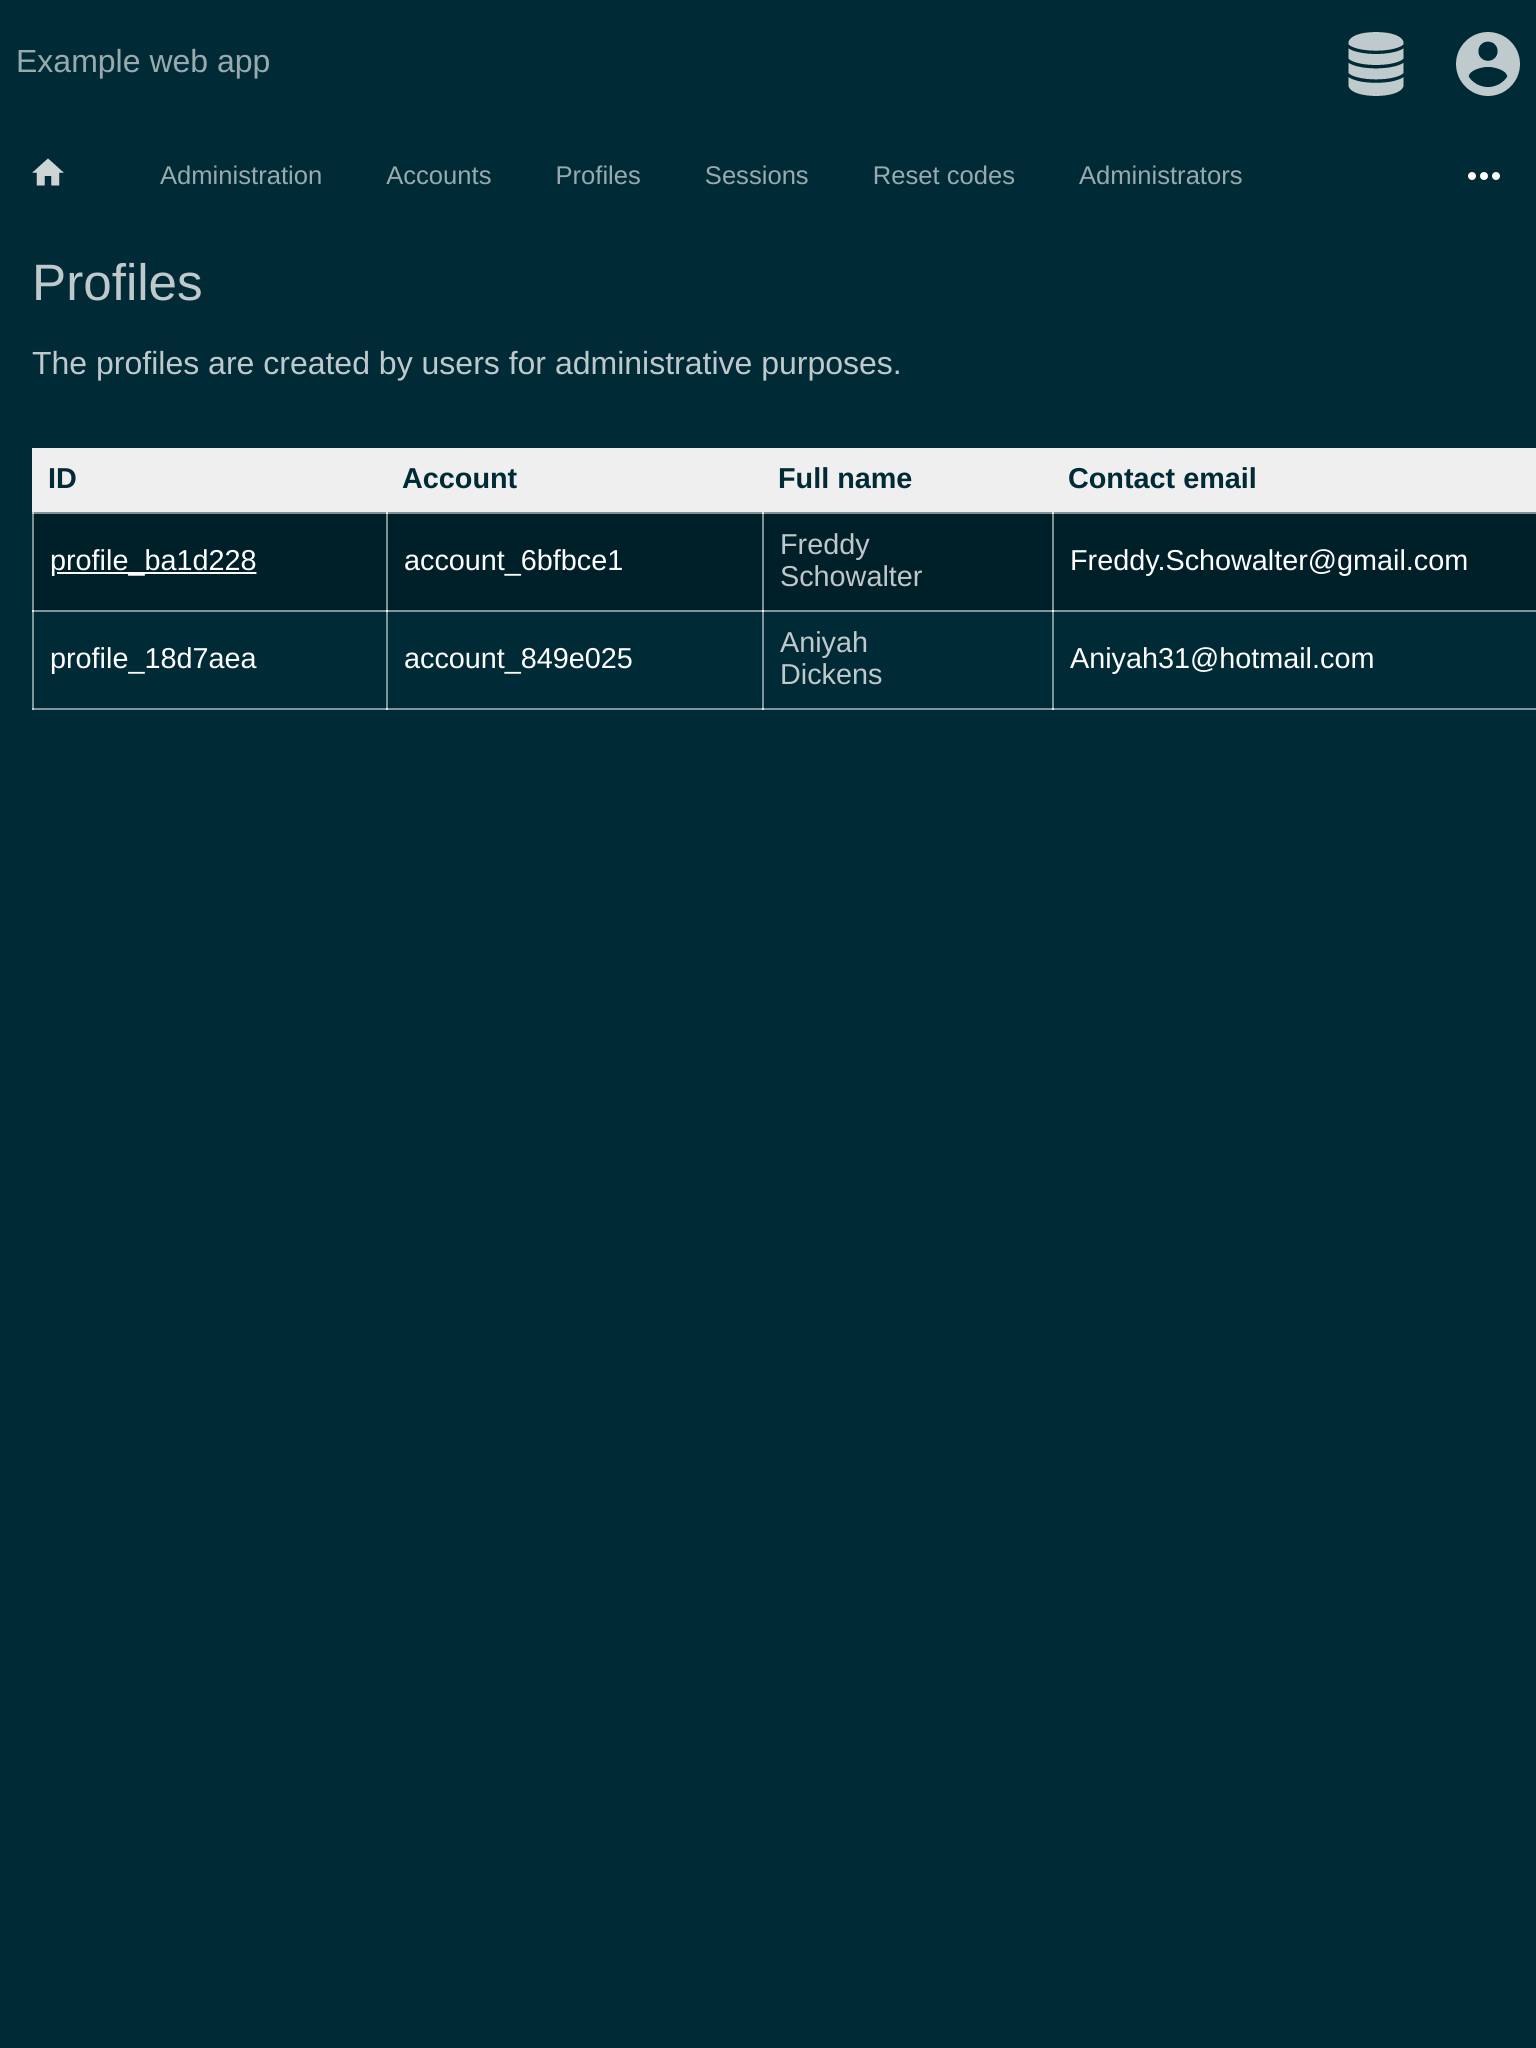 Example web app
Administration Accounts Profiles Sessions Reset codes Administrators
Profiles
The profiles are created by users for administrative purposes.
ID Account Full name Contact email
profile_ba1d228 account_6bfbce1 Freddy Schowalter Freddy.Schowalter@gmail.com
profile_18d7aea account_849e025 Aniyah Dickens Aniyah31@hotmail.com